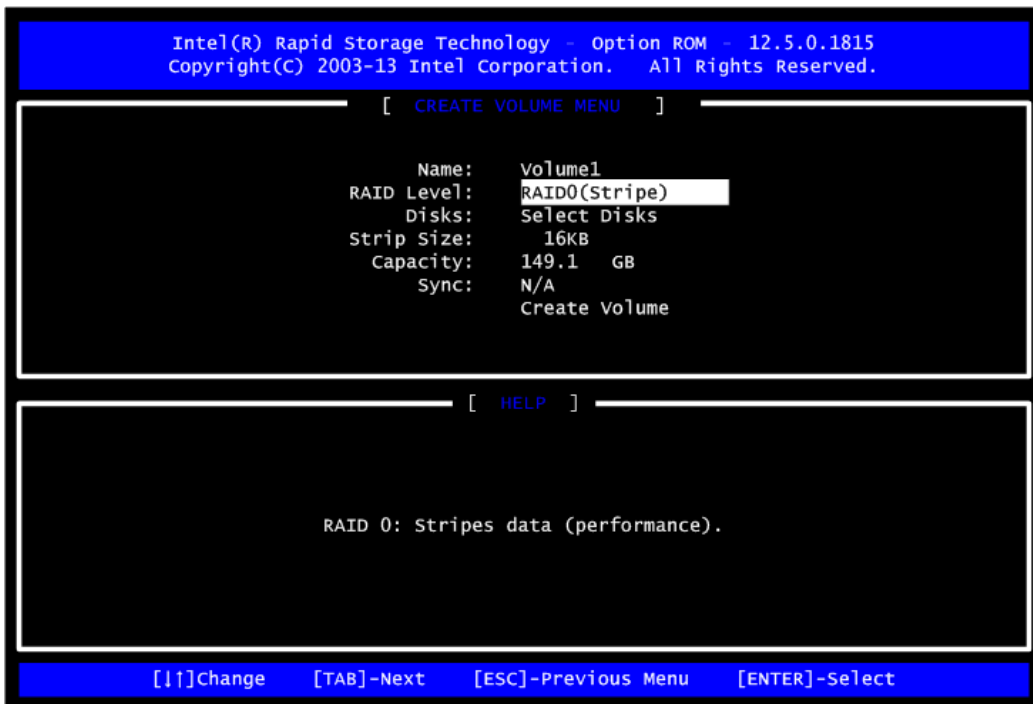 Intel(R) Rapid Storage Technology - Option ROM - 12.5.0.1815
Copyright(C) 2003-13 Intel Corporation. All Rights Reserved.
[ CREATE VOLUME MENU ]
Name: Volume1
RAID Level: RAID0(Stripe)
Disks: Select Disks
Strip Size: 16KB
Capacity: 149.1 GB
Sync: N/A
Create Volume
[ HELP ]
RAID 0: Stripes data (performance).
[↓↑]Change [TAB]-Next [ESC]-Previous Menu [ENTER]-Select